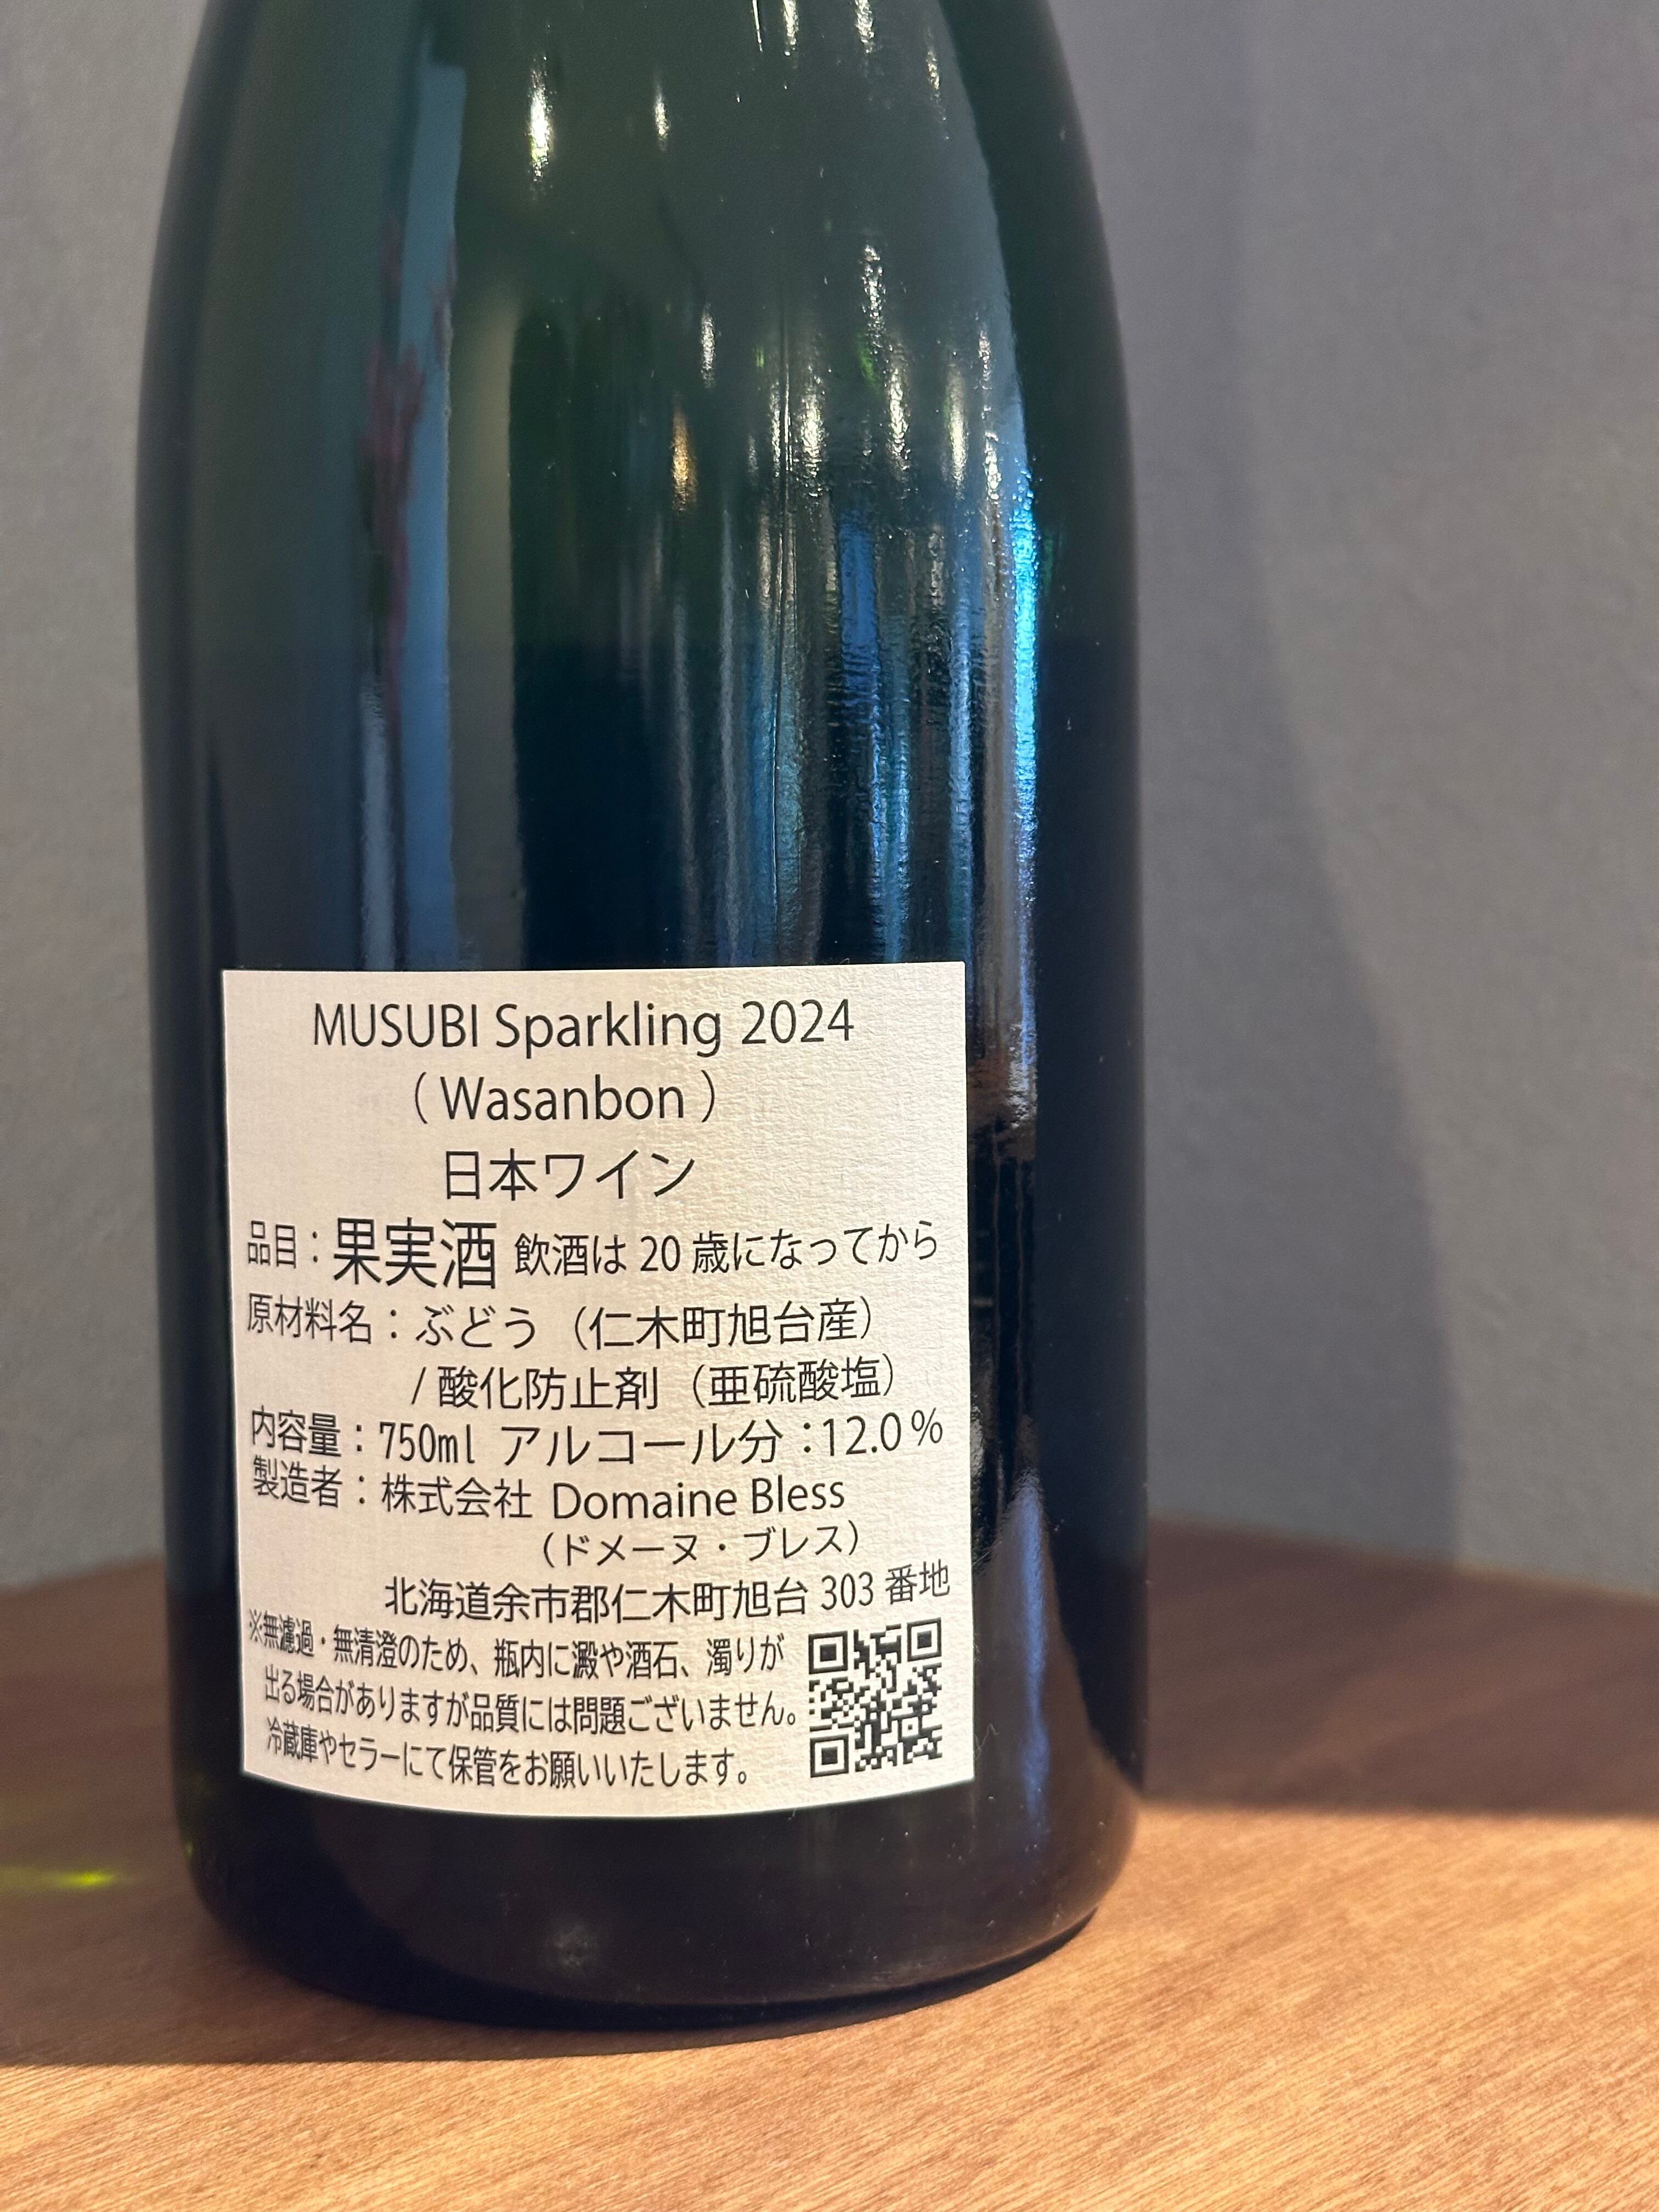 MUSUBI Sparkling 2024
（Wasanbon）
日本ワイン
品目：果実酒 飲酒は 20 歳になってから
原材料名：ぶどう（仁木町旭台産）
/ 酸化防止剤（亜硫酸塩）
内容量：750ml アルコール分：12.0％
製造者：株式会社 Domaine Bless
（ドメーヌ・ブレス）
北海道余市郡仁木町旭台 303 番地
※無濾過・無清澄のため、瓶内に澱や酒石、濁りが
出る場合がありますが品質には問題ございません。
冷蔵庫やセラーにて保管をお願いいたします。